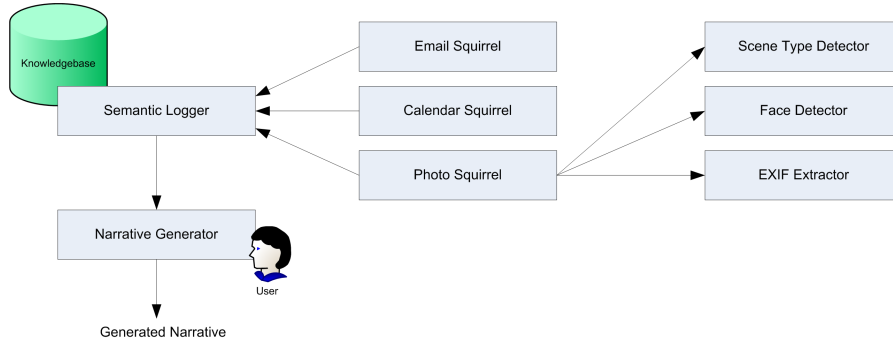 Knowledgebase
Email Squirrel
Scene Type Detector
Semantic Logger
Calendar Squirrel
Face Detector
Photo Squirrel
EXIF Extractor
Narrative Generator
User
Generated Narrative